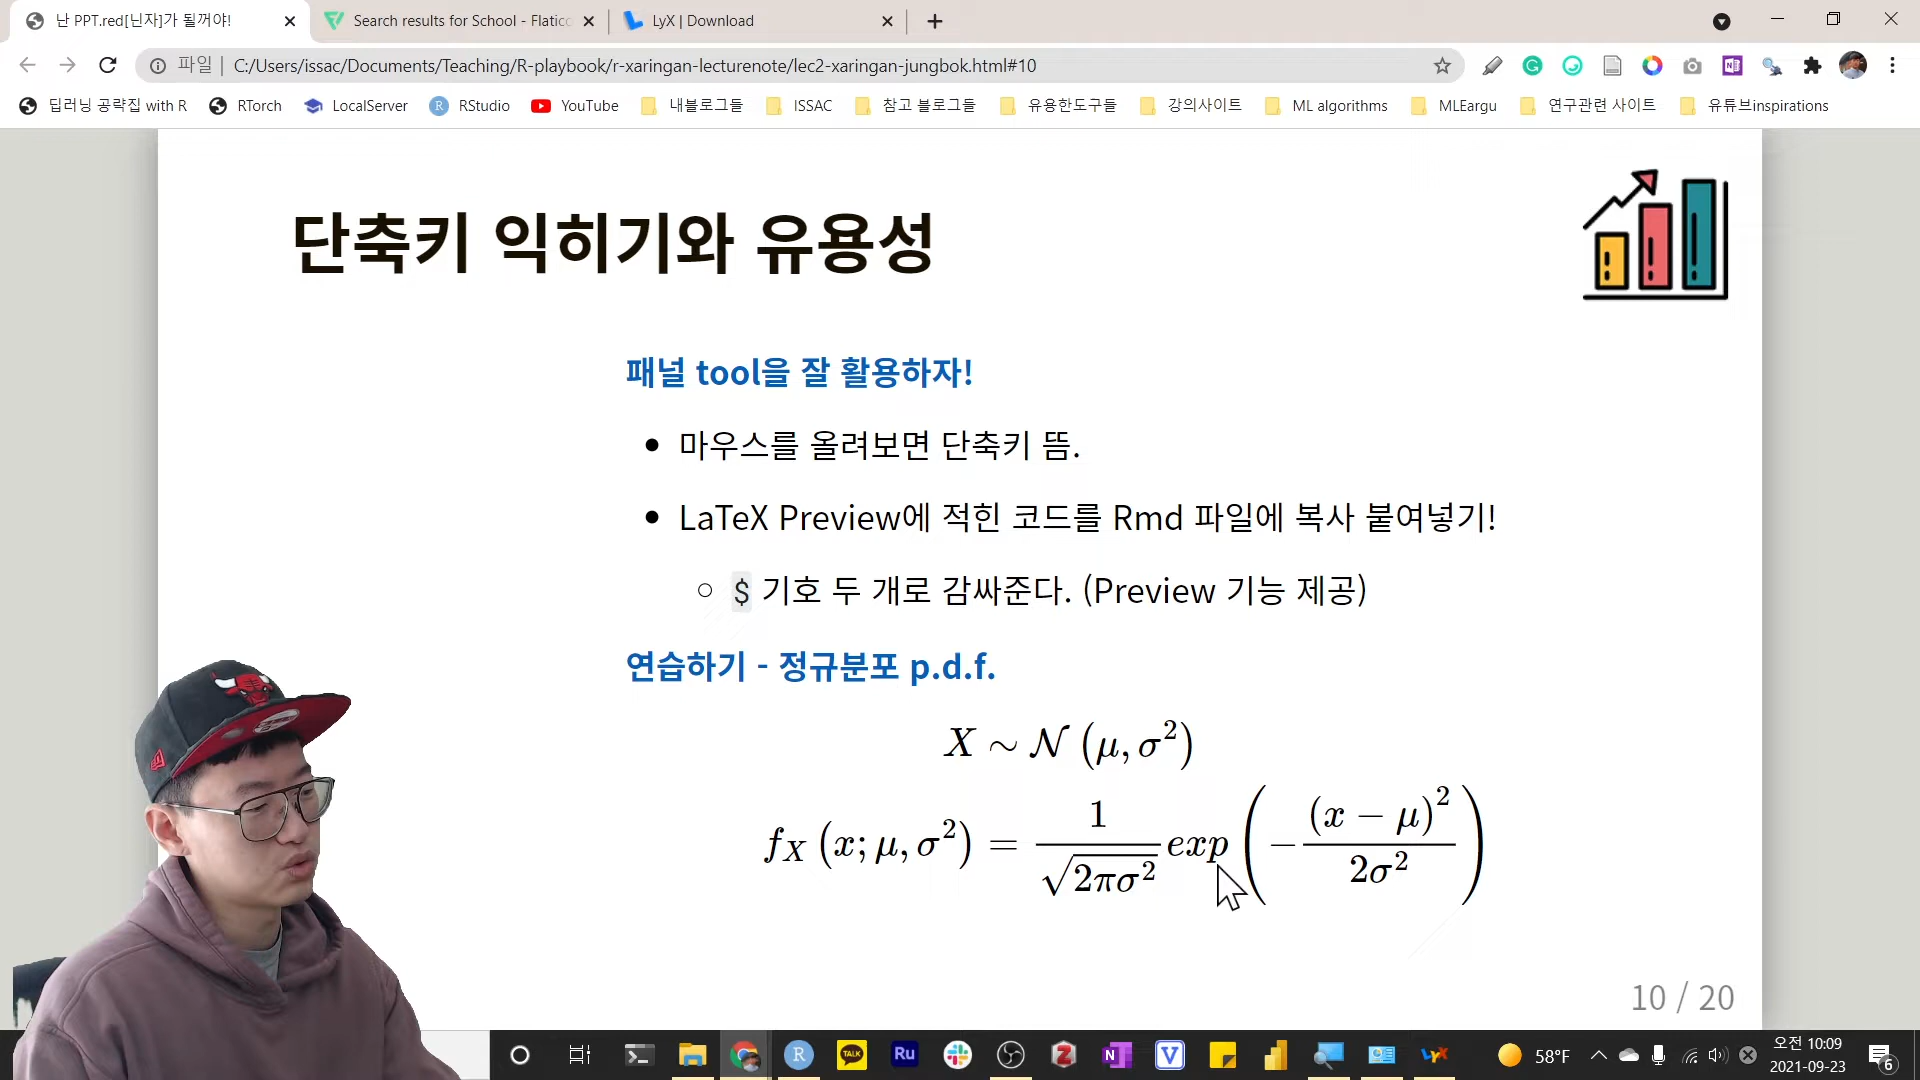 난 PPT.red[닌자]가 될꺼야!
Search results for School - Flatico
LyX | Download
파일
C:/Users/issac/Documents/Teaching/R-playbook/r-xaringan-lecturenote/lec2-xaringan-jungbok.html#10
딥러닝 공략집 with R
RTorch
LocalServer
RStudio
YouTube
내블로그들
ISSAC
참고 블로그들
유용한도구들
강의사이트
ML algorithms
MLEargu
연구관련 사이트
유튜브inspirations
단축키 익히기와 유용성
패널 tool을 잘 활용하자!
마우스를 올려보면 단축키 뜸.
LaTeX Preview에 적힌 코드를 Rmd 파일에 복사 붙여넣기!
$ 기호 두 개로 감싸준다. (Preview 기능 제공)
연습하기 - 정규분포 p.d.f.
X ∼ 𝒩 (μ, σ²)
f_X (x; μ, σ²) = 1/√(2πσ²) exp (−(x − μ)²/2σ²)
10 / 20
R
TALK
Ru
Z
N
V
LyX
58°F
오전 10:09
2021-09-23
6